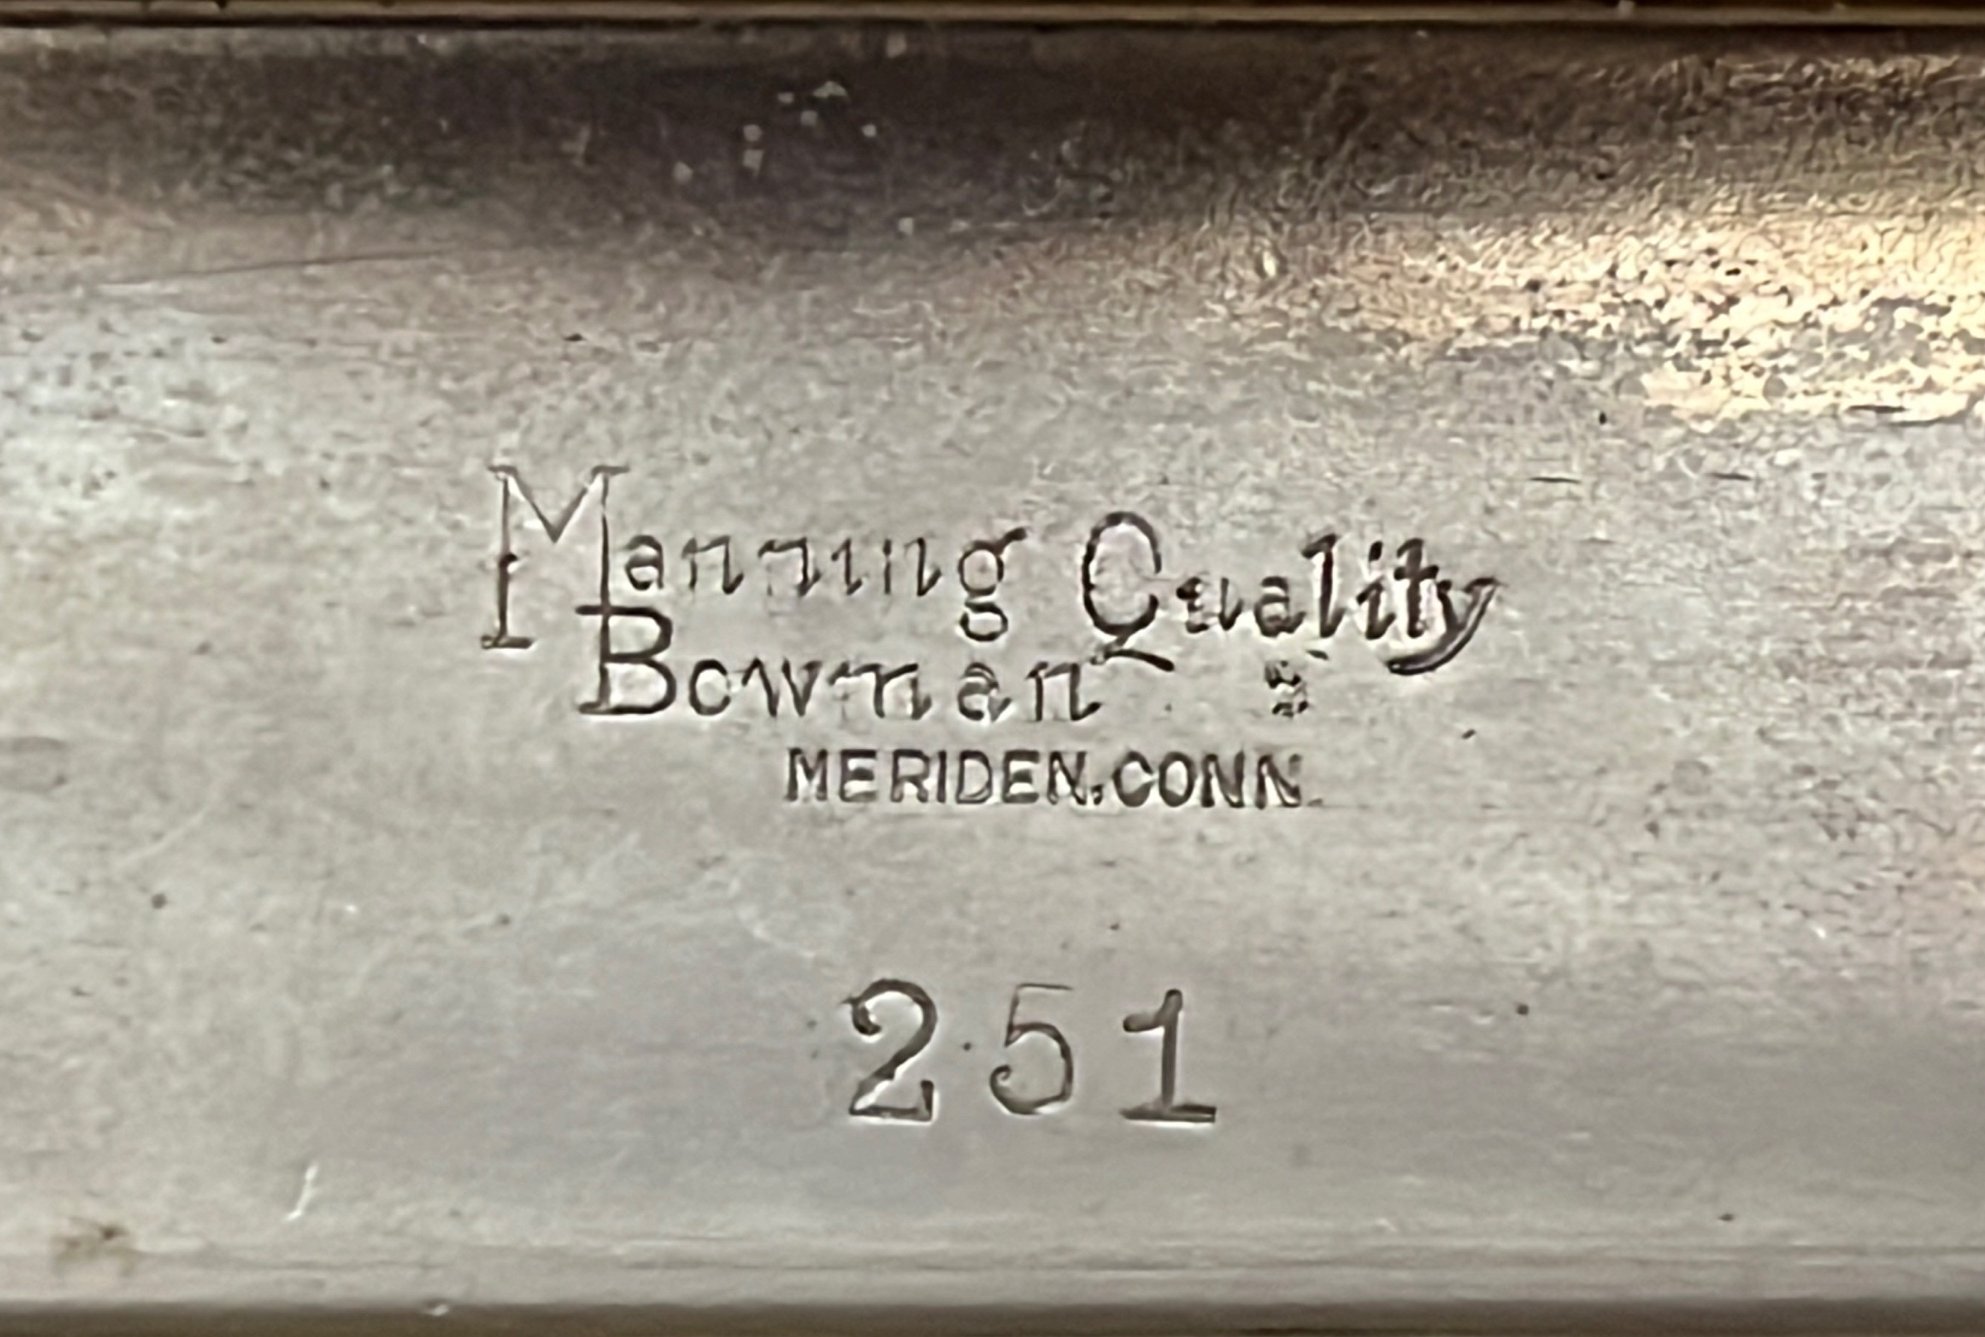 Manning Quality
Bowman
MERIDEN, CONN.
251